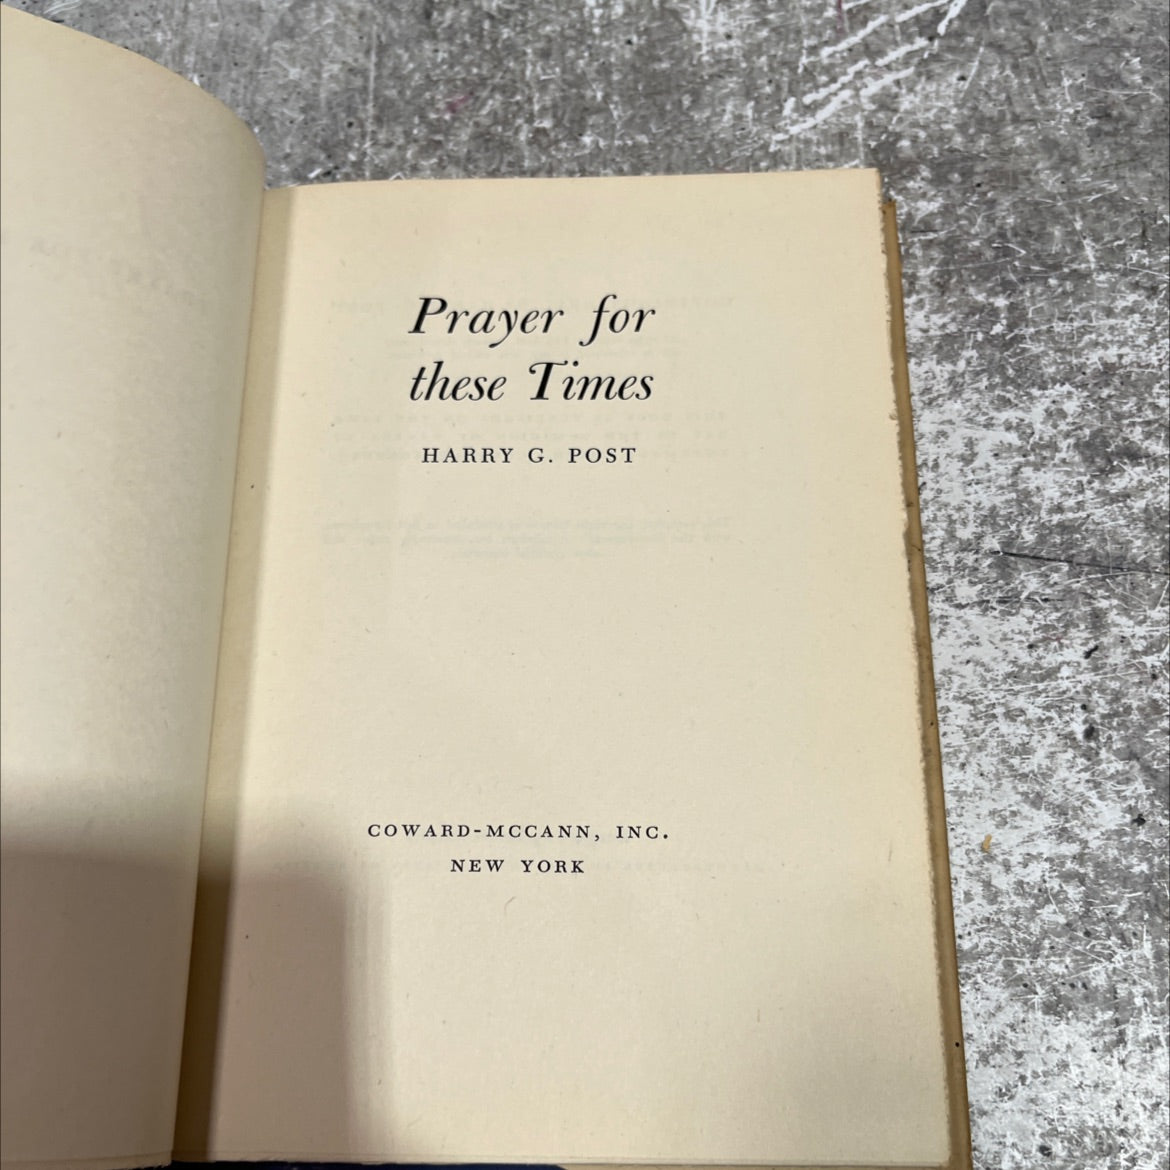 Prayer for
these Times
HARRY G. POST
COWARD-MCCANN, INC.
NEW YORK